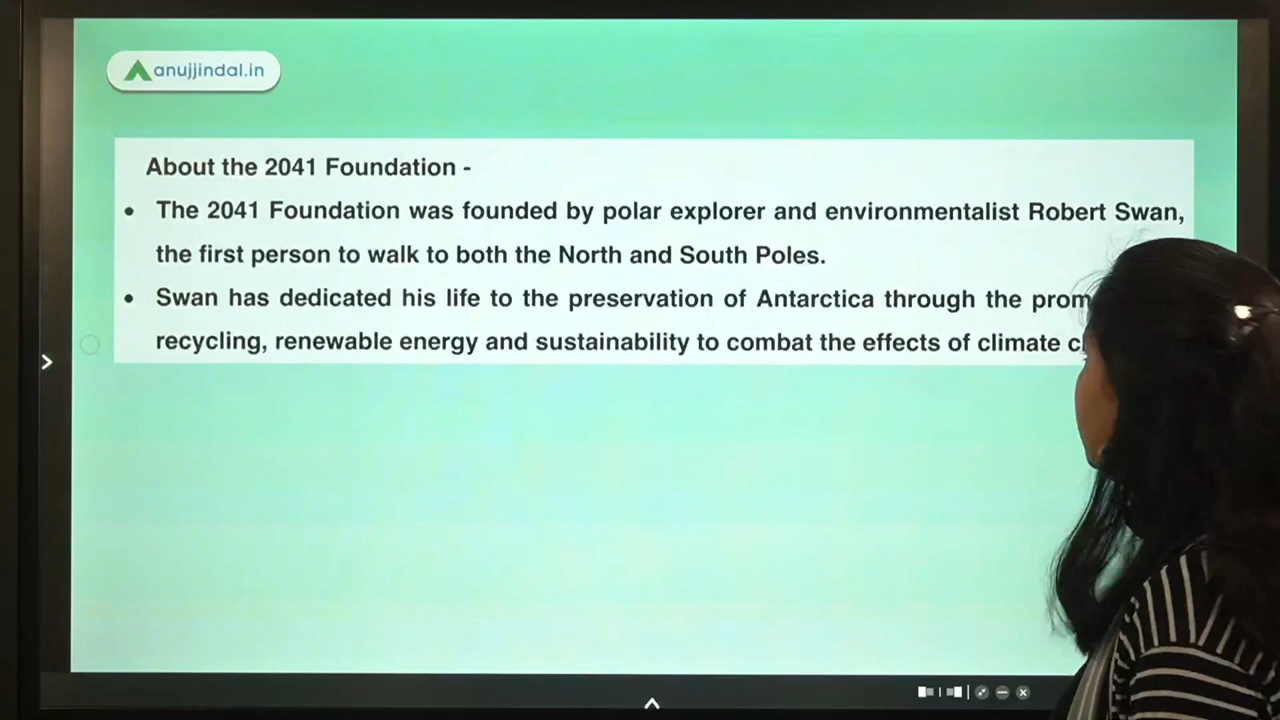 anujjindal.in
About the 2041 Foundation -
• The 2041 Foundation was founded by polar explorer and environmentalist Robert Swan,
the first person to walk to both the North and South Poles.
• Swan has dedicated his life to the preservation of Antarctica through the
recycling, renewable energy and sustainability to combat the effects of climate